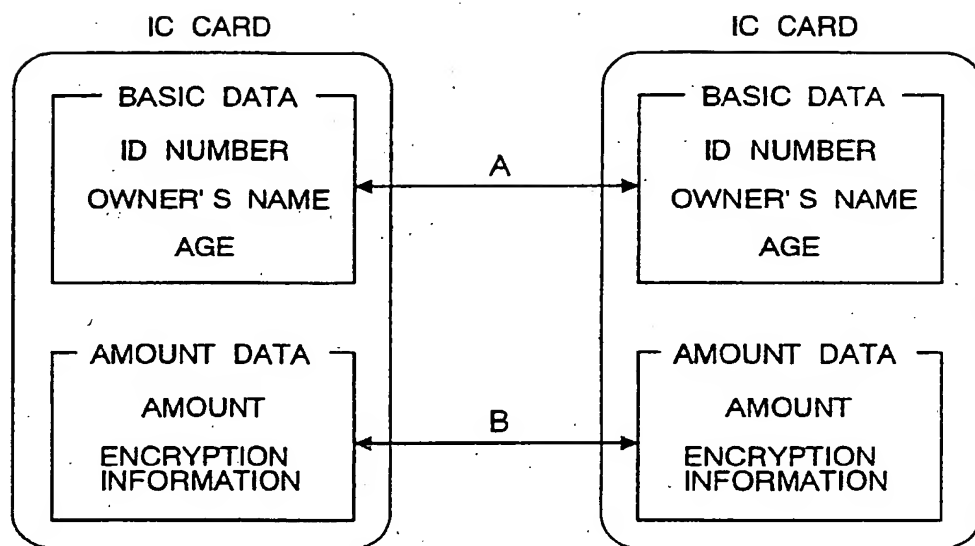 IC CARD
BASIC DATA
ID NUMBER
OWNER'S NAME
AGE
AMOUNT DATA
AMOUNT
ENCRYPTION
INFORMATION
A
B
IC CARD
BASIC DATA
ID NUMBER
OWNER'S NAME
AGE
AMOUNT DATA
AMOUNT
ENCRYPTION
INFORMATION